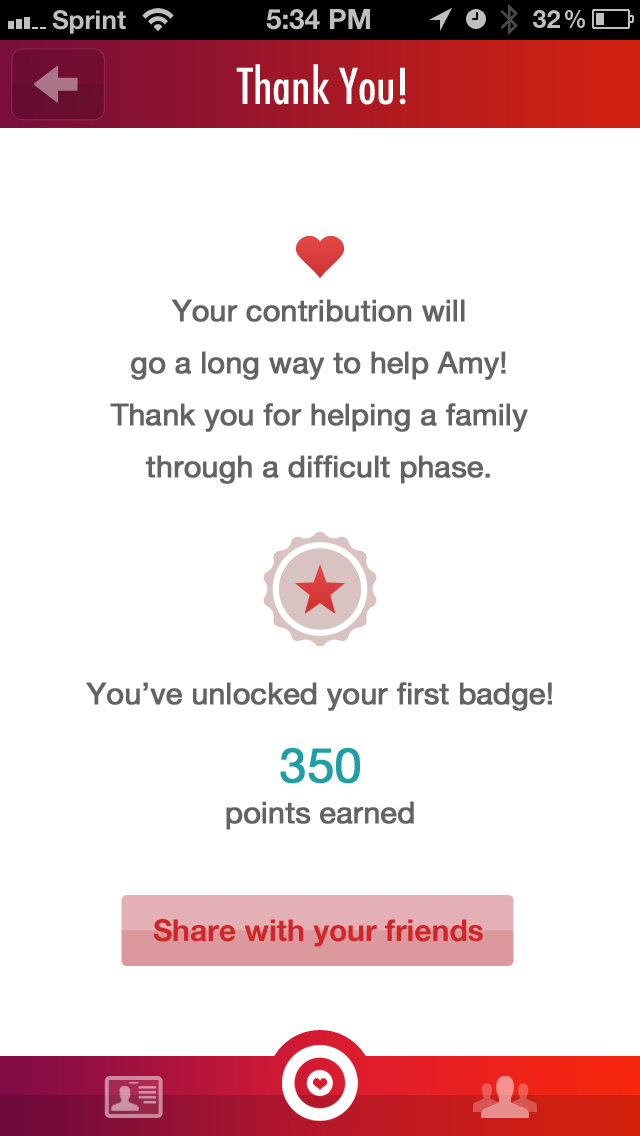 Sprint 5:34 PM 32%
Thank You!
Your contribution will
go a long way to help Amy!
Thank you for helping a family
through a difficult phase.
You’ve unlocked your first badge!
350
points earned
Share with your friends